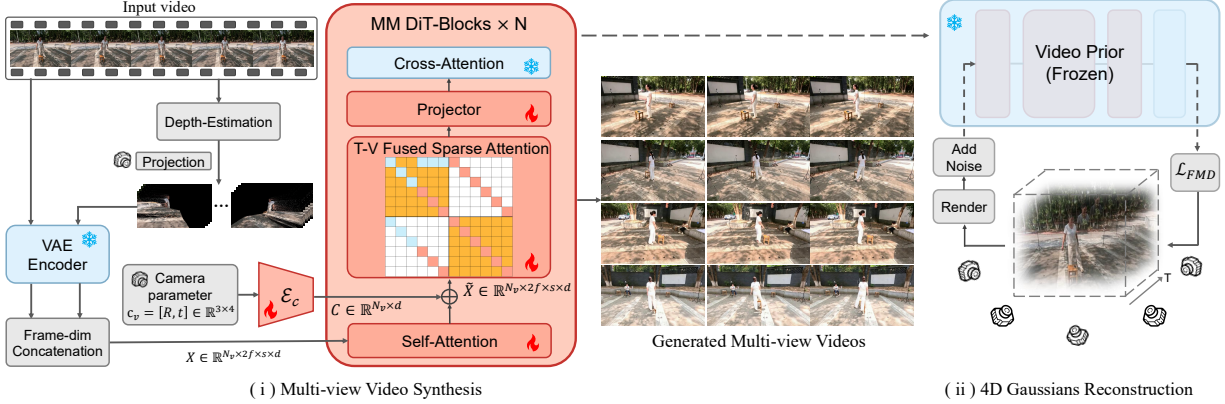 Input video
Depth-Estimation
Projection
...
VAE
Encoder
Camera
parameter
c_v = [R, t] ∈ ℝ^{3×4}
ℰ_c
C ∈ ℝ^{N_v×d}
Frame-dim
Concatenation
X ∈ ℝ^{N_v×2f×s×d}
MM DiT-Blocks × N
Cross-Attention
Projector
T-V Fused Sparse Attention
X̃ ∈ ℝ^{N_v×2f×s×d}
Self-Attention
( i ) Multi-view Video Synthesis
Generated Multi-view Videos
Video Prior
(Frozen)
Add
Noise
Render
ℒ_{FMD}
T
( ii ) 4D Gaussians Reconstruction